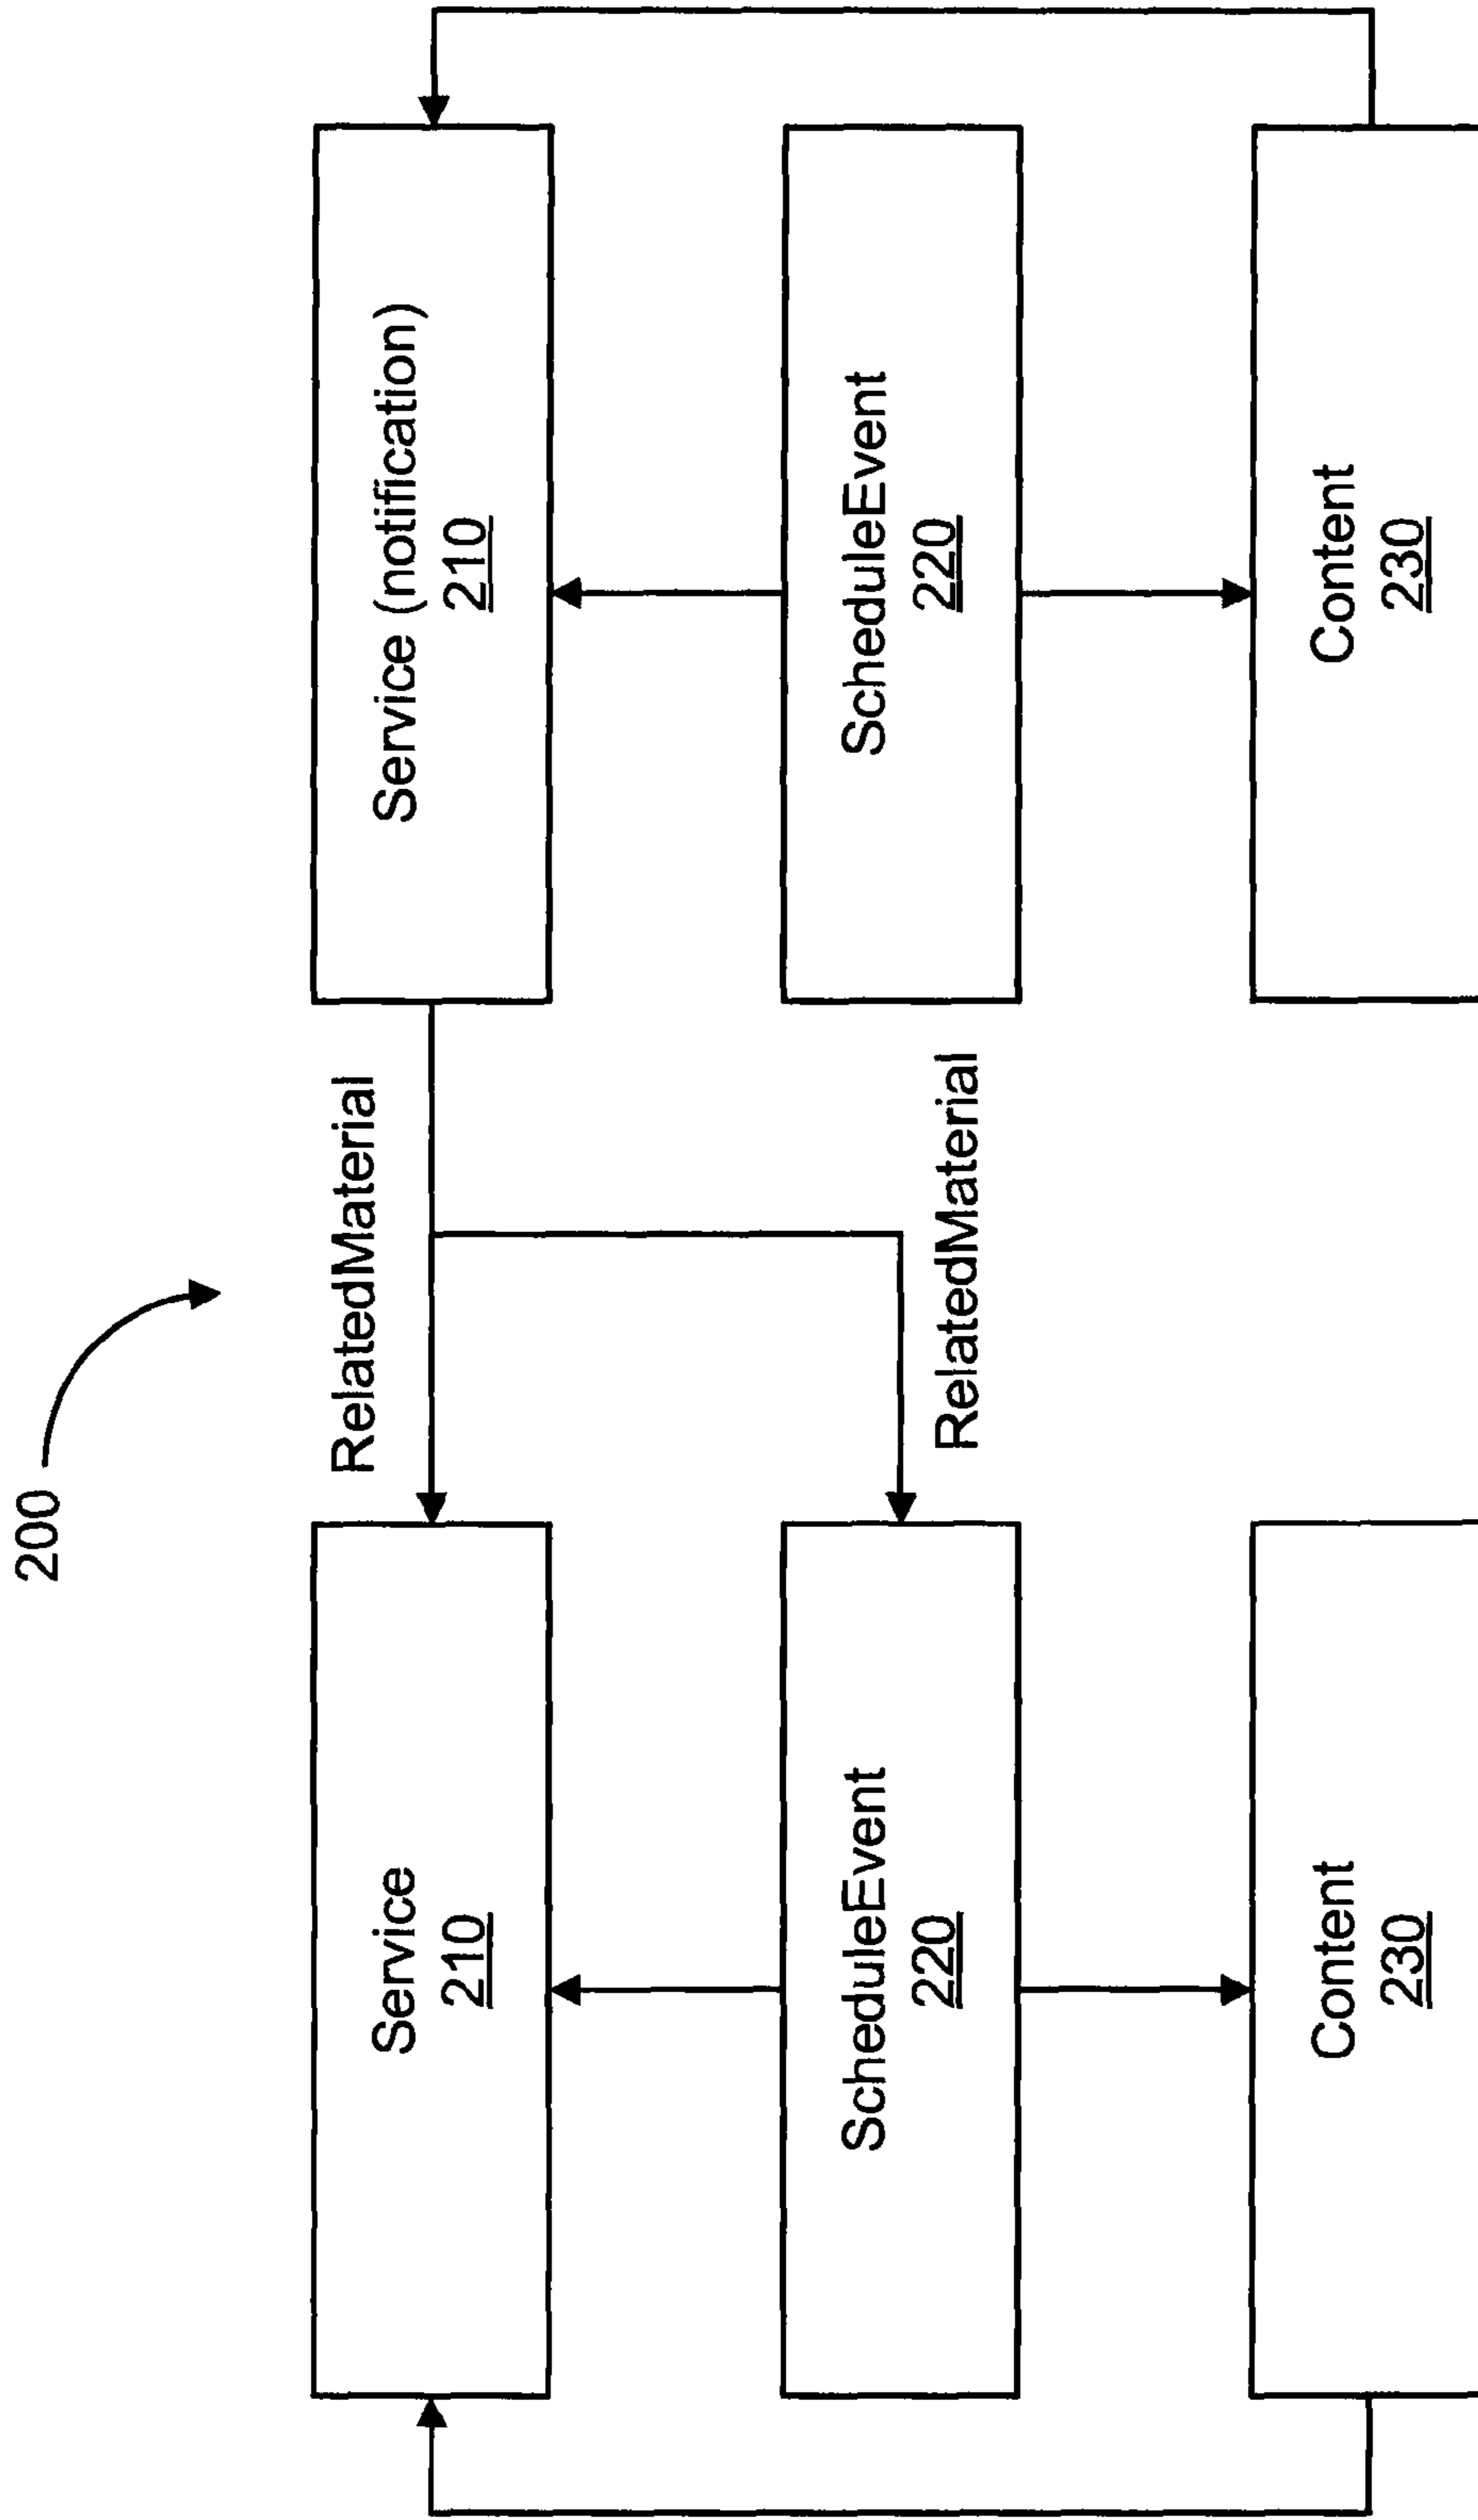 200
RelatedMaterial
Service
210
Service (notification)
210
RelatedMaterial
ScheduleEvent
220
ScheduleEvent
220
Content
230
Content
230